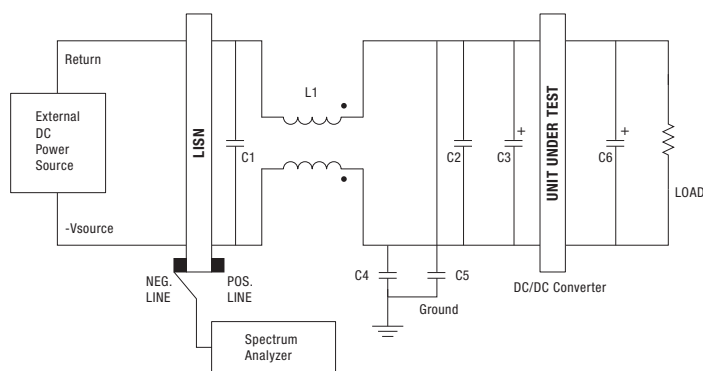 Return
L1
External
DC
Power
Source
LISN
C1
C2
+
C3
UNIT UNDER TEST
+
C6
LOAD
-Vsource
NEG.
LINE
POS.
LINE
C4
C5
Ground
DC/DC Converter
Spectrum
Analyzer